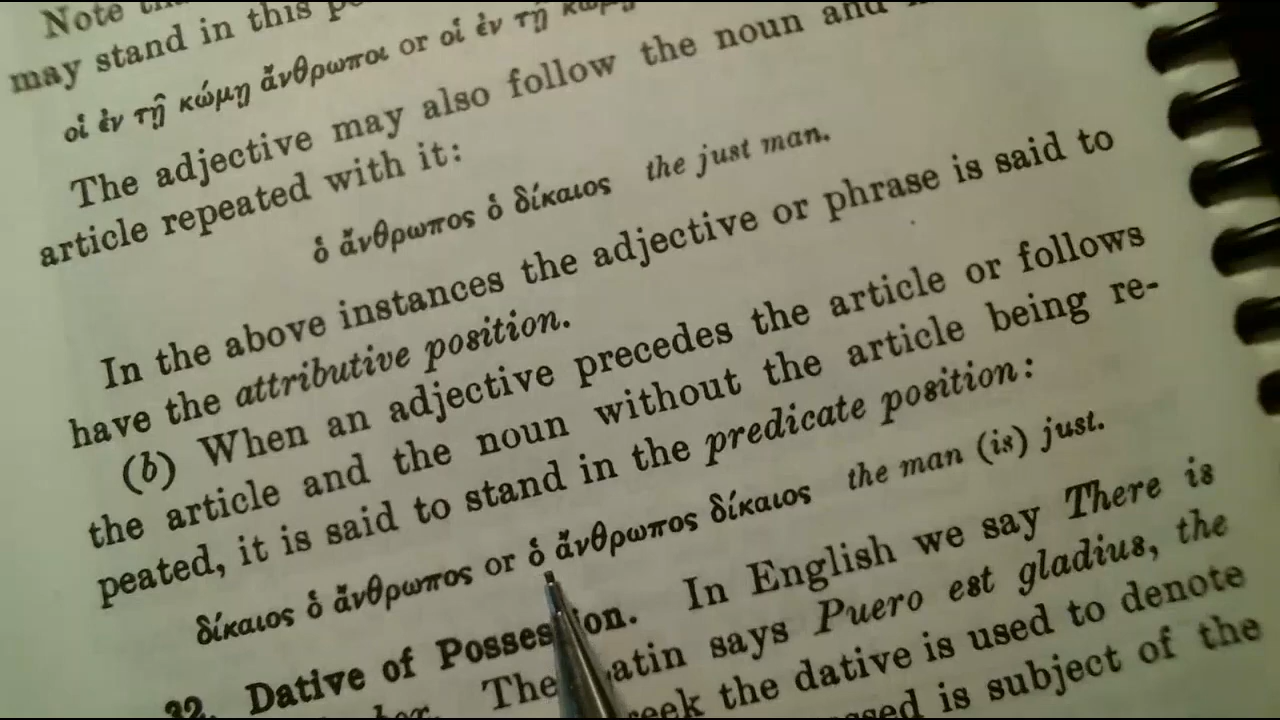 Note
may stand in this
οἱ ἐν τῇ κώμῃ ἄνθρωποι or οἱ ἐν τῇ κώμῃ
The adjective may also follow the noun and
article repeated with it:
ὁ ἄνθρωπος ὁ δίκαιος the just man.
In the above instances the adjective or phrase is said to
have the attributive position.
(b) When an adjective precedes the article or follows
the article and the noun without the article being re-
peated, it is said to stand in the predicate position:
δίκαιος ὁ ἄνθρωπος or ὁ ἄνθρωπος δίκαιος the man (is) just.
32. Dative of Possession. In English we say There is
The Latin says Puero est gladius, the
the dative is used to denote
is subject of the